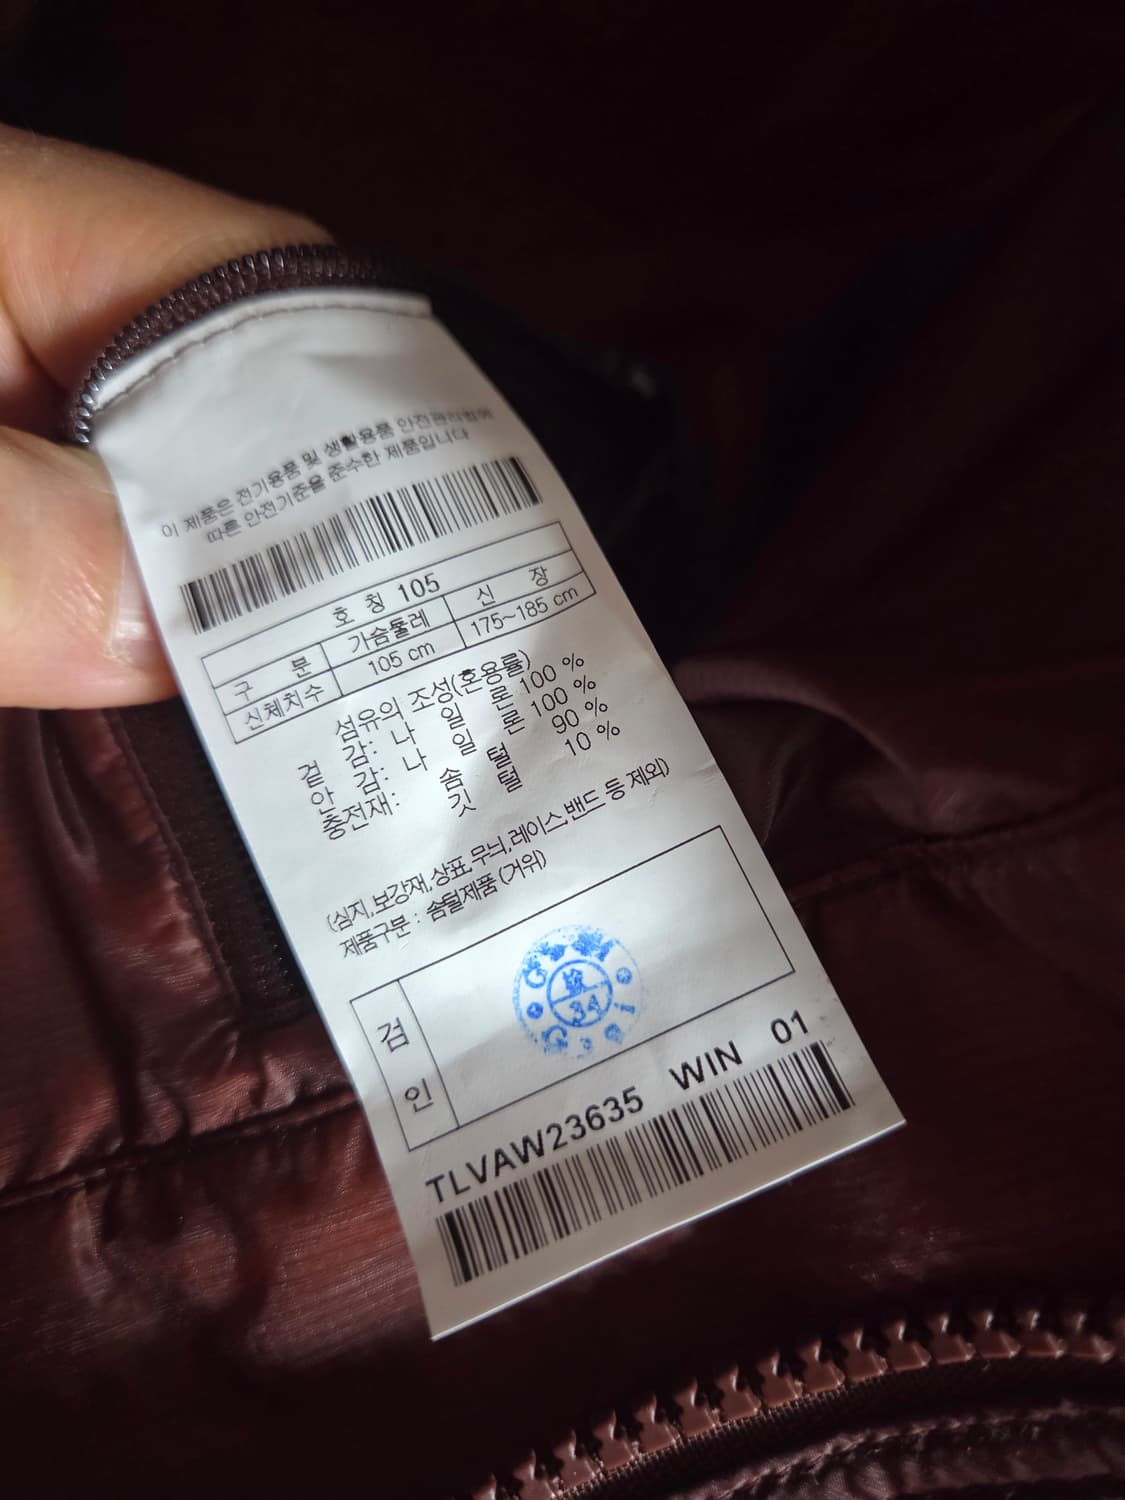 이 제품은 전기용품 및 생활용품 안전관리법에
따른 안전기준을 준수한 제품입니다
호 칭 105
구 분 가슴둘레 신 장
신체치수 105 cm 175~185 cm
섬유의 조성(혼용률)
겉 감: 나 일 론 100 %
안 감: 나 일 론 100 %
충전재: 솜 털 90 %
깃 털 10 %
(심지,보강재,상표,무늬,레이스,밴드 등 제외)
제품구분 : 솜털제품 (거위)
검
인
34
TLVAW23635 WIN 01